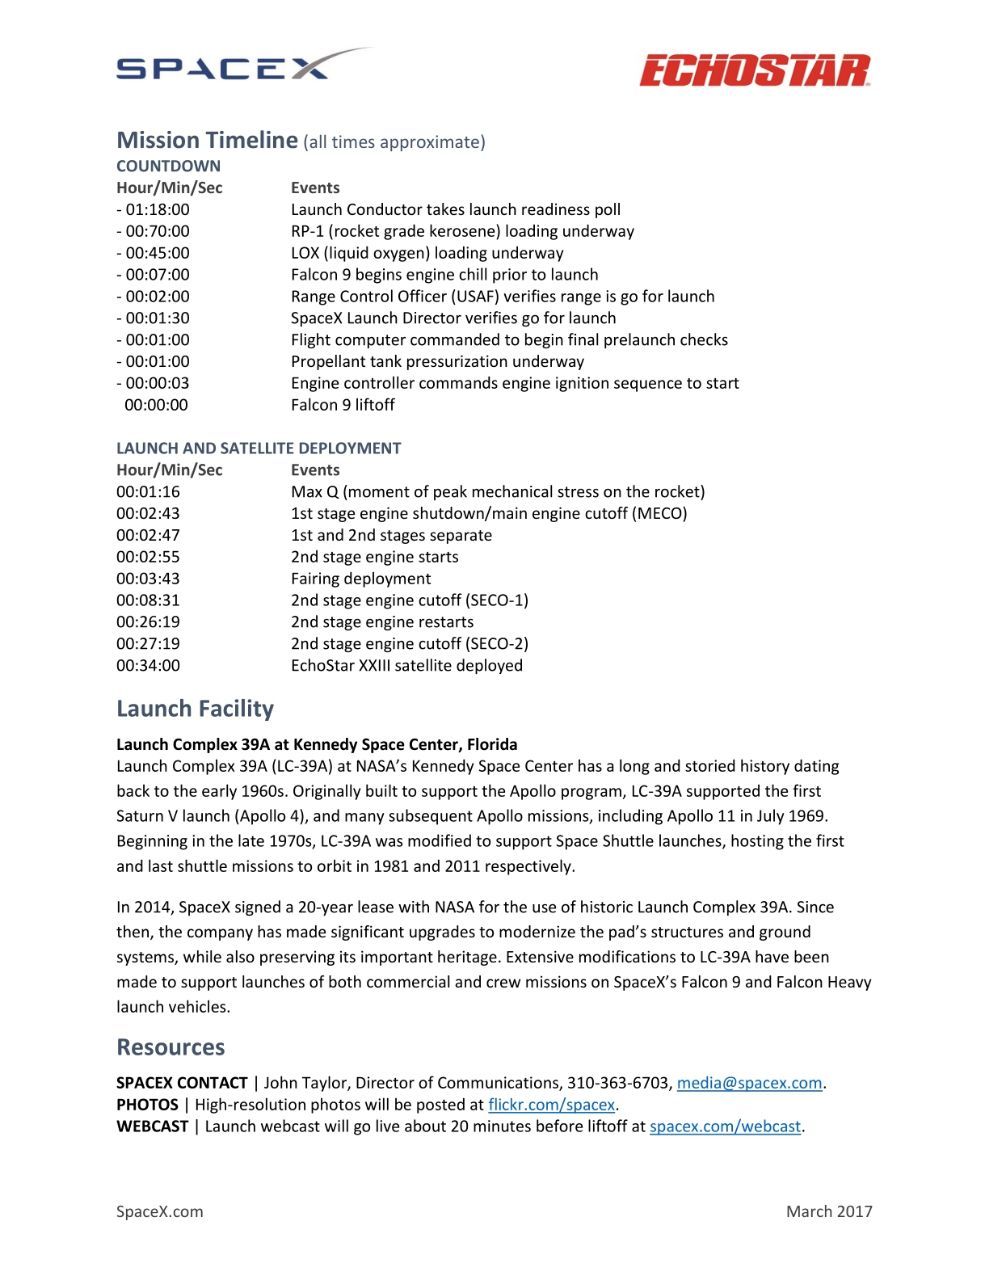 SPACEX ECHOSTAR
Mission Timeline (all times approximate)
COUNTDOWN
Hour/Min/Sec Events
- 01:18:00 Launch Conductor takes launch readiness poll
- 00:70:00 RP-1 (rocket grade kerosene) loading underway
- 00:45:00 LOX (liquid oxygen) loading underway
- 00:07:00 Falcon 9 begins engine chill prior to launch
- 00:02:00 Range Control Officer (USAF) verifies range is go for launch
- 00:01:30 SpaceX Launch Director verifies go for launch
- 00:01:00 Flight computer commanded to begin final prelaunch checks
- 00:01:00 Propellant tank pressurization underway
- 00:00:03 Engine controller commands engine ignition sequence to start
00:00:00 Falcon 9 liftoff
LAUNCH AND SATELLITE DEPLOYMENT
Hour/Min/Sec Events
00:01:16 Max Q (moment of peak mechanical stress on the rocket)
00:02:43 1st stage engine shutdown/main engine cutoff (MECO)
00:02:47 1st and 2nd stages separate
00:02:55 2nd stage engine starts
00:03:43 Fairing deployment
00:08:31 2nd stage engine cutoff (SECO-1)
00:26:19 2nd stage engine restarts
00:27:19 2nd stage engine cutoff (SECO-2)
00:34:00 EchoStar XXIII satellite deployed
Launch Facility
Launch Complex 39A at Kennedy Space Center, Florida
Launch Complex 39A (LC-39A) at NASA’s Kennedy Space Center has a long and storied history dating
back to the early 1960s. Originally built to support the Apollo program, LC-39A supported the first
Saturn V launch (Apollo 4), and many subsequent Apollo missions, including Apollo 11 in July 1969.
Beginning in the late 1970s, LC-39A was modified to support Space Shuttle launches, hosting the first
and last shuttle missions to orbit in 1981 and 2011 respectively.
In 2014, SpaceX signed a 20-year lease with NASA for the use of historic Launch Complex 39A. Since
then, the company has made significant upgrades to modernize the pad’s structures and ground
systems, while also preserving its important heritage. Extensive modifications to LC-39A have been
made to support launches of both commercial and crew missions on SpaceX’s Falcon 9 and Falcon Heavy
launch vehicles.
Resources
SPACEX CONTACT | John Taylor, Director of Communications, 310-363-6703, media@spacex.com.
PHOTOS | High-resolution photos will be posted at flickr.com/spacex.
WEBCAST | Launch webcast will go live about 20 minutes before liftoff at spacex.com/webcast.
SpaceX.com March 2017